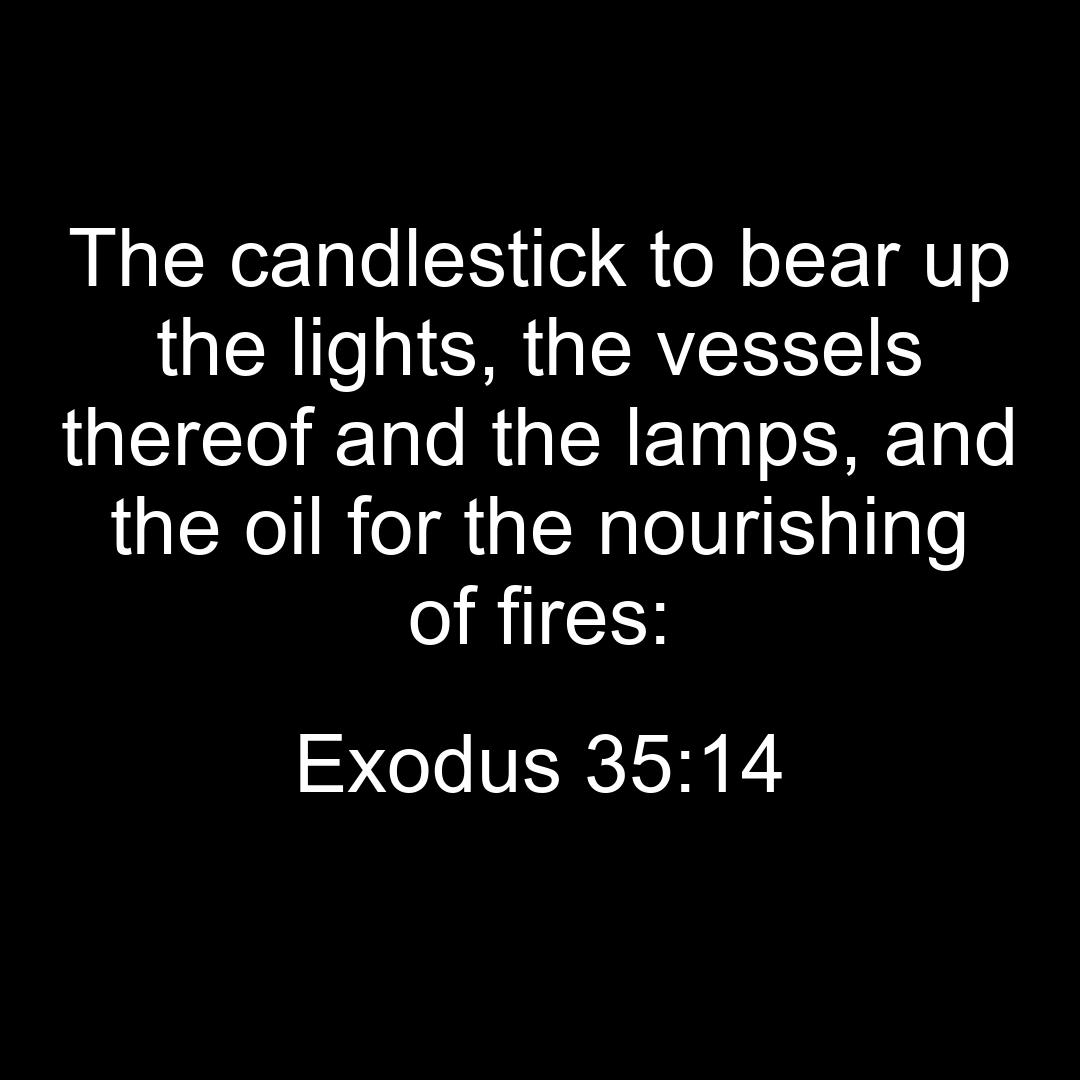 The candlestick to bear up
the lights, the vessels
thereof and the lamps, and
the oil for the nourishing
of fires:
Exodus 35:14